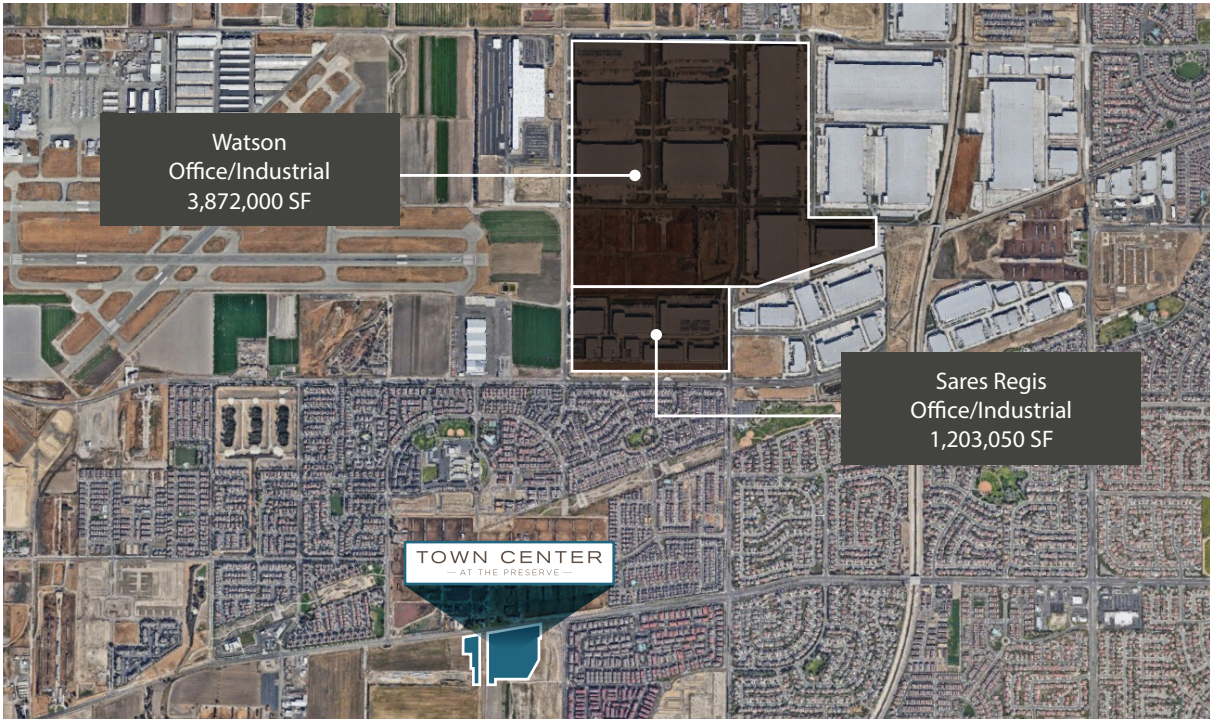 Watson
Office/Industrial
3,872,000 SF
Sares Regis
Office/Industrial
1,203,050 SF
TOWN CENTER
— AT THE PRESERVE —